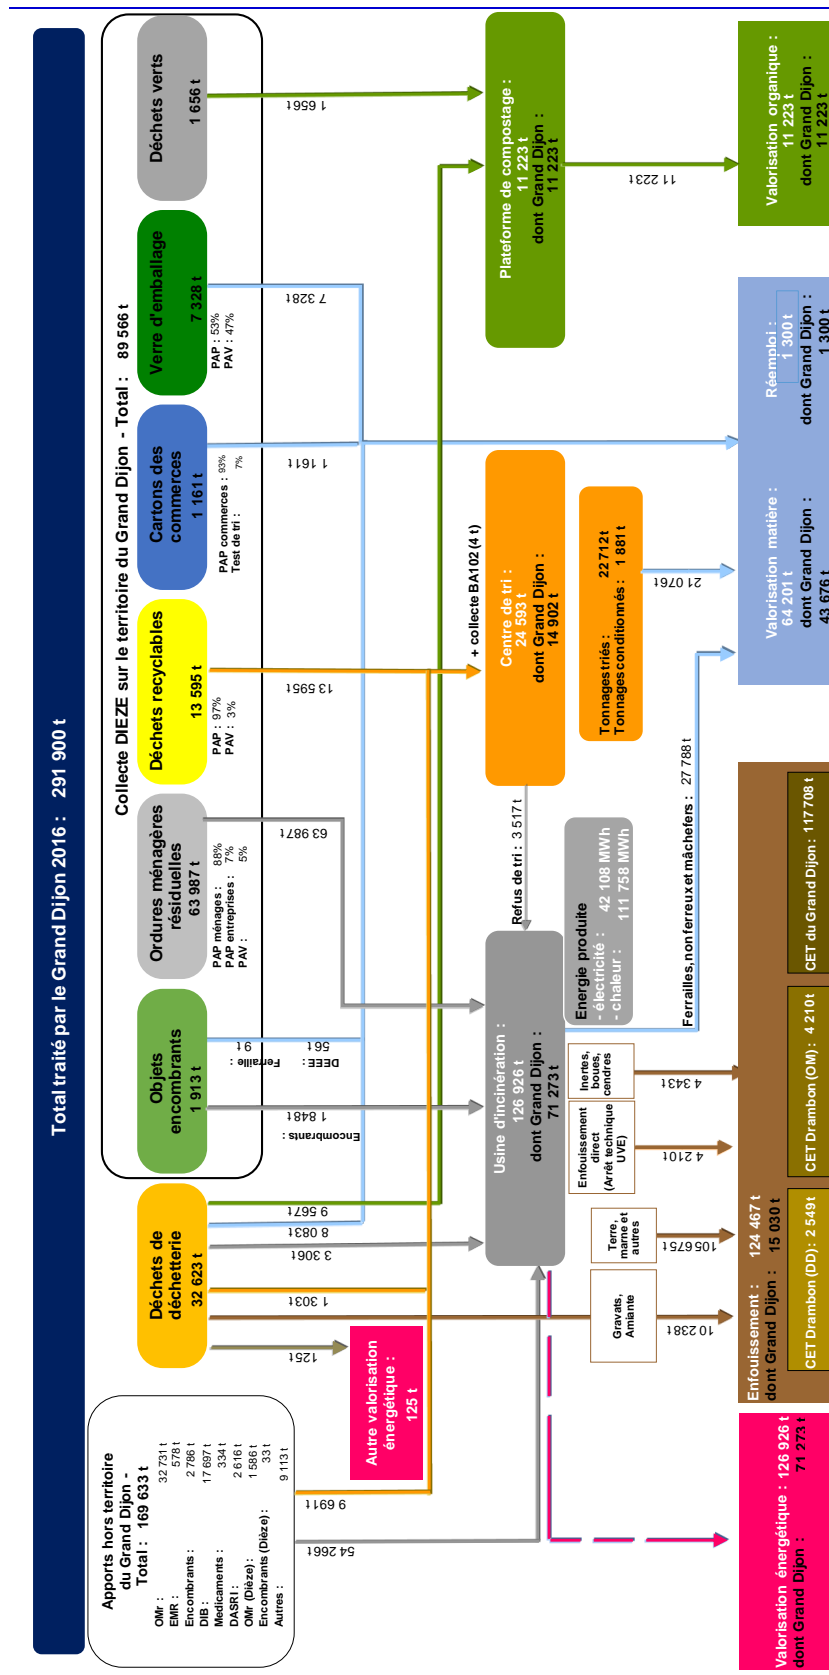 Total traité par le Grand Dijon 2016 : 291 900 t
Collecte DIEZE sur le territoire du Grand Dijon - Total : 89 566 t
Apports hors territoire
du Grand Dijon -
Total : 169 633 t
OMr : 32 731 t
EMR : 578 t
Encombrants : 2 786 t
DIB : 17 697 t
Medicaments : 334 t
DASRI : 2 616 t
OMr (Dièze) : 1 586 t
Encombrants (Dièze) : 33 t
Autres : 9 113 t
Déchets de
déchetterie
32 623 t
Objets
encombrants
1 913 t
Ordures ménagères
résiduelles
63 987 t
PAP ménages : 88%
PAP entreprises : 7%
PAV : 5%
Déchets recyclables
13 595 t
PAP : 97%
PAV : 3%
Cartons des
commerces
1 161 t
PAP commerces : 93%
Test de tri : 7%
Verre d'emballage
7 328 t
PAP : 53%
PAV : 47%
Déchets verts
1 656 t
54 266 t
9 691 t
125 t
10 238 t
1 303 t
3 306 t
8 083 t
9 567 t
Encombrants :
1 848 t
Ferraille :
9 t
DEEE :
56 t
63 987 t
13 595 t
1 161 t
7 328 t
1 656 t
Autre valorisation
énergétique :
125 t
+ collecte BA102 (4 t)
Usine d'incinération :
126 926 t
dont Grand Dijon :
71 273 t
Refus de tri : 3 517 t
Centre de tri :
24 593 t
dont Grand Dijon :
14 902 t
Plateforme de compostage :
11 223 t
dont Grand Dijon :
11 223 t
Energie produite
- électricité : 42 108 MWh
- chaleur : 111 758 MWh
Tonnages triés : 22 712 t
Tonnages conditionnés : 1 881 t
Gravats,
Amiante
Terre,
marne et
autres
105 675 t
Enfouissement
direct
(Arrêt technique
UVE)
4 210 t
Inertes,
boues,
cendres
4 343 t
Ferrailles, non ferreux et mâchefers : 27 788 t
21 076 t
11 223 t
Valorisation énergétique : 126 926 t
dont Grand Dijon : 71 273 t
Enfouissement : 124 467 t
dont Grand Dijon : 15 030 t
CET Drambon (DD) : 2 549 t
CET Drambon (OM) : 4 210 t
CET du Grand Dijon : 117 708 t
Valorisation matière :
64 201 t
dont Grand Dijon :
43 676 t
Réemploi :
1 300 t
dont Grand Dijon :
1 300 t
Valorisation organique :
11 223 t
dont Grand Dijon :
11 223 t